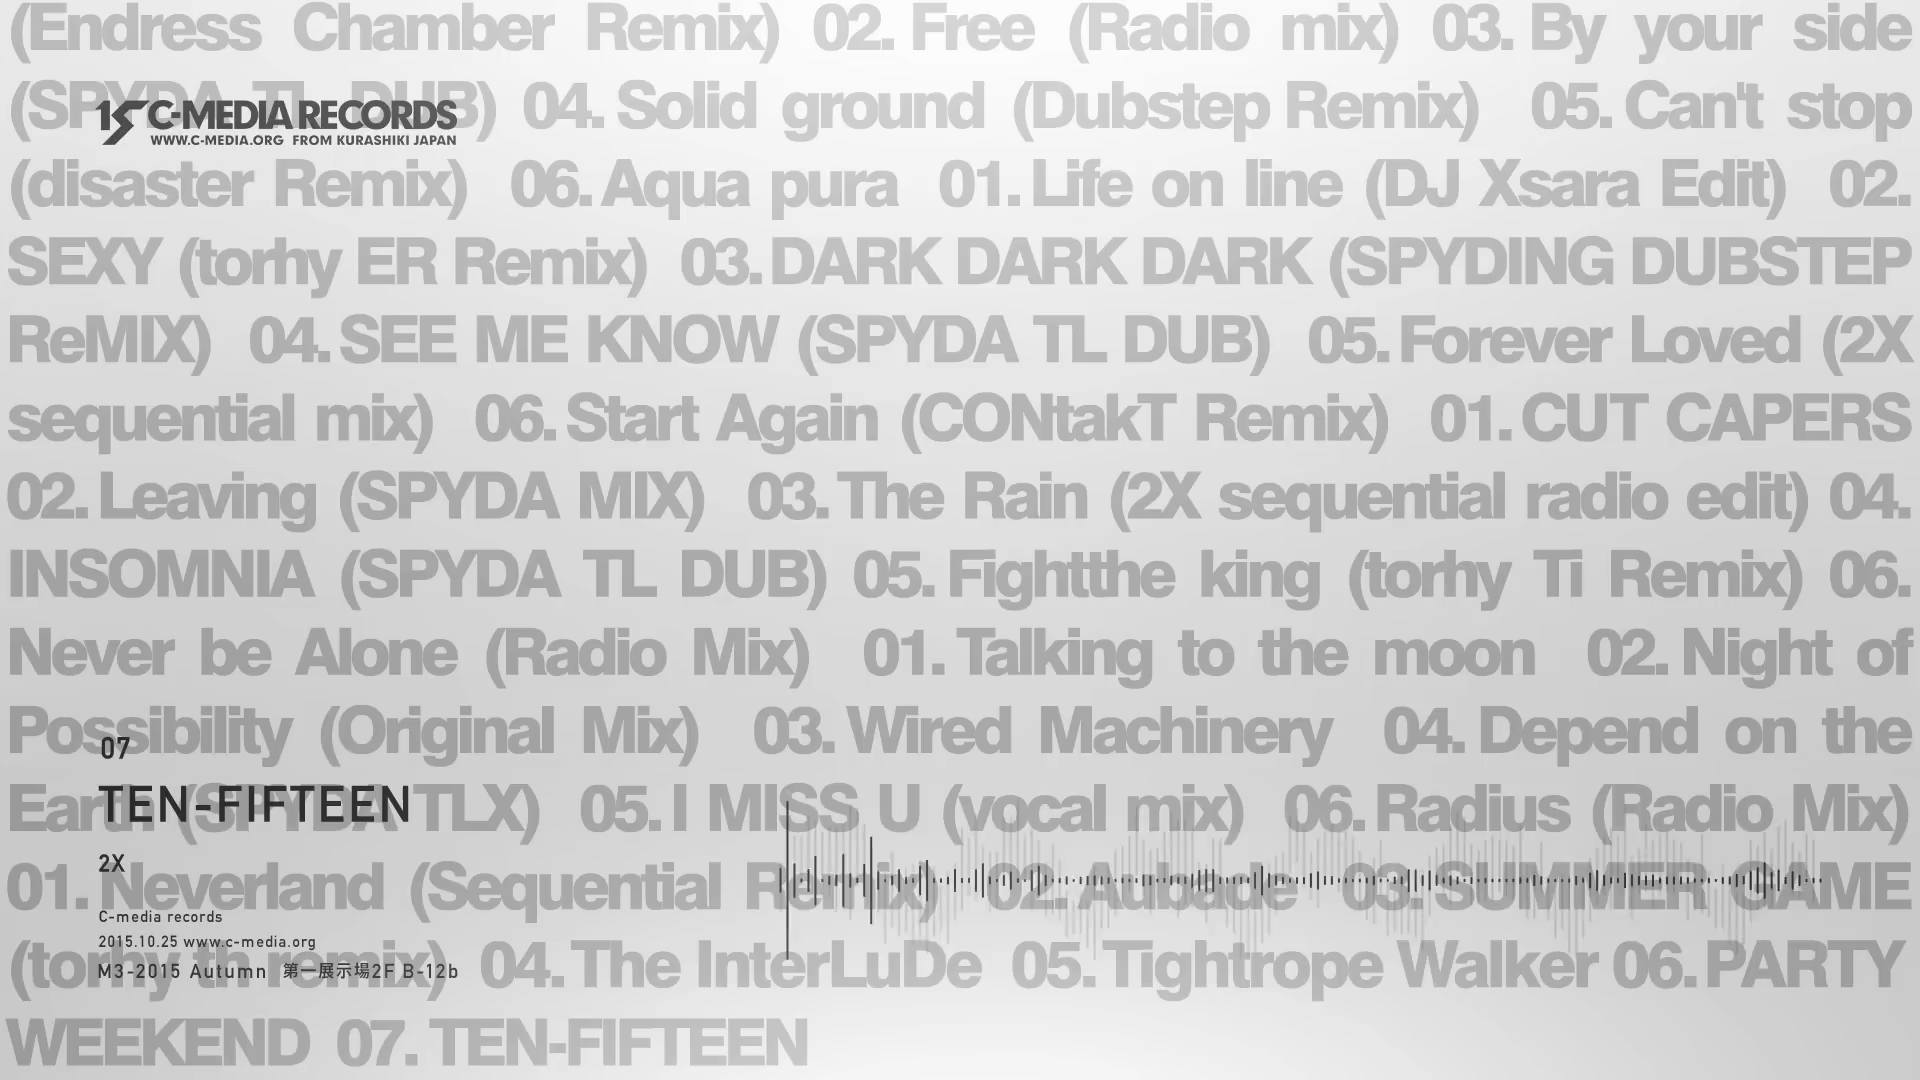 (Endress Chamber Remix) 02. Free (Radio mix) 03. By your side
(SPYDA TL DUB) 04. Solid ground (Dubstep Remix) 05. Can't stop
C-MEDIA RECORDS
WWW.C-MEDIA.ORG FROM KURASHIKI JAPAN
(disaster Remix) 06. Aqua pura 01. Life on line (DJ Xsara Edit) 02.
SEXY (torhy ER Remix) 03. DARK DARK DARK (SPYDING DUBSTEP
ReMIX) 04. SEE ME KNOW (SPYDA TL DUB) 05. Forever Loved (2X
sequential mix) 06. Start Again (CONtakT Remix) 01. CUT CAPERS
02. Leaving (SPYDA MIX) 03. The Rain (2X sequential radio edit) 04.
INSOMNIA (SPYDA TL DUB) 05. Fightthe king (torhy Ti Remix) 06.
Never be Alone (Radio Mix) 01. Talking to the moon 02. Night of
Possibility (Original Mix) 03. Wired Machinery 04. Depend on the
07
Earth (SPYDA TLX) 05. I MISS U (vocal mix) 06. Radius (Radio Mix)
TEN-FIFTEEN
2X
01. Neverland (Sequential Remix) 02. Aubade 03. SUMMER GAME
C-media records
2015.10.25 www.c-media.org
(torhy th remix) 04. The InterLuDe 05. Tightrope Walker 06. PARTY
M3-2015 Autumn 第一展示場2F B-12b
WEEKEND 07. TEN-FIFTEEN